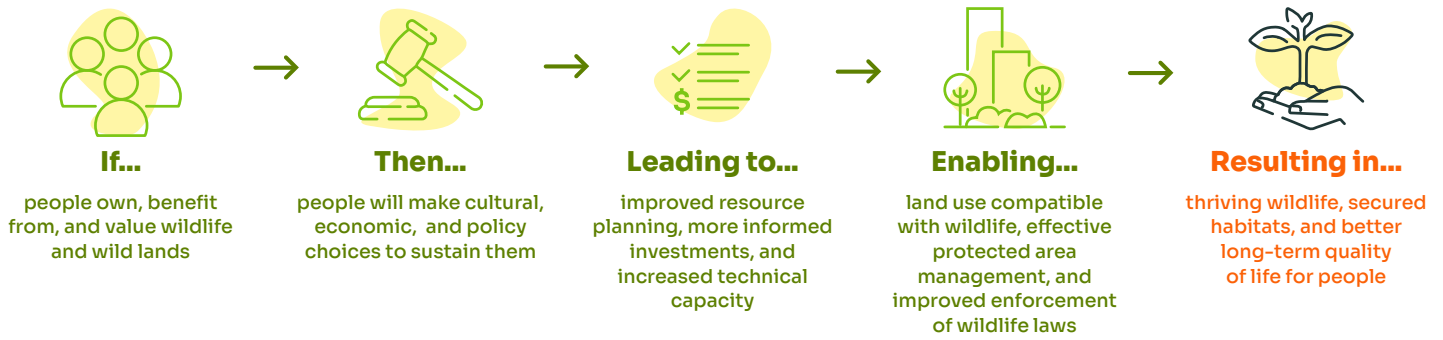 If...
people own, benefit
from, and value wildlife
and wild lands
Then...
people will make cultural,
economic, and policy
choices to sustain them
$
Leading to...
improved resource
planning, more informed
investments, and
increased technical
capacity
Enabling...
land use compatible
with wildlife, effective
protected area
management, and
improved enforcement
of wildlife laws
Resulting in...
thriving wildlife, secured
habitats, and better
long-term quality
of life for people